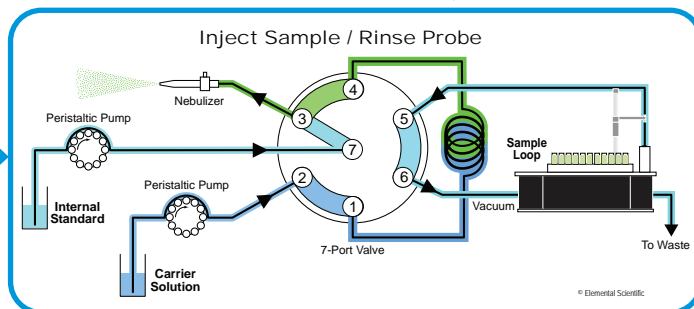 Inject Sample / Rinse Probe
Nebulizer
Peristaltic Pump
Peristaltic Pump
Internal
Standard
Carrier
Solution
4
3
5
7
2
6
1
7-Port Valve
Sample
Loop
Vacuum
To Waste
© Elemental Scientific